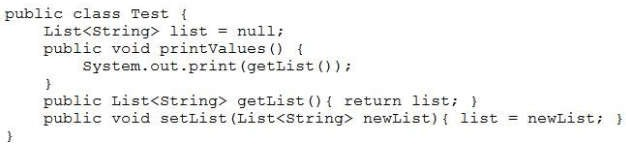 public class Test {
    List<String> list = null;
    public void printValues() {
        System.out.print(getList());
    }
    public List<String> getList(){ return list; }
    public void setList(List<String> newList){ list = newList; }
}